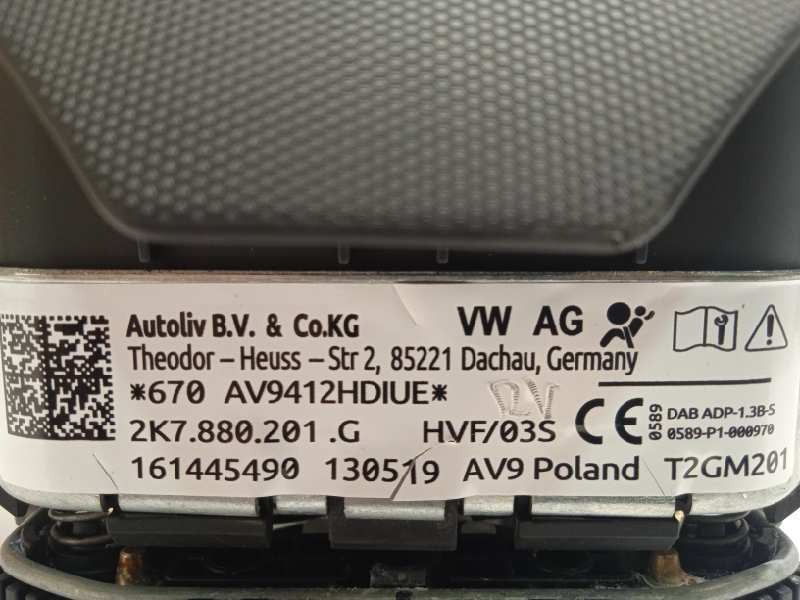 Autoliv B.V. & Co.KG VW AG
Theodor – Heuss – Str 2, 85221 Dachau, Germany
*670 AV9412HDIUE*
2K7.880.201 .G HVF/03S CE 0589 DAB ADP-1.3B-S
0589-P1-000970
161445490 130519 AV9 Poland T2GM201